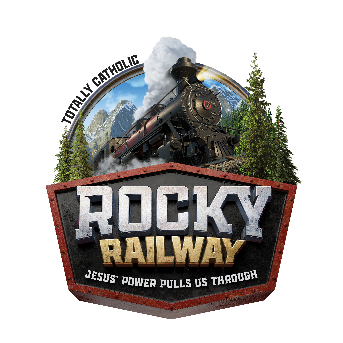 TOTALLY CATHOLIC
ROCKY
RAILWAY
JESUS' POWER PULLS US THROUGH